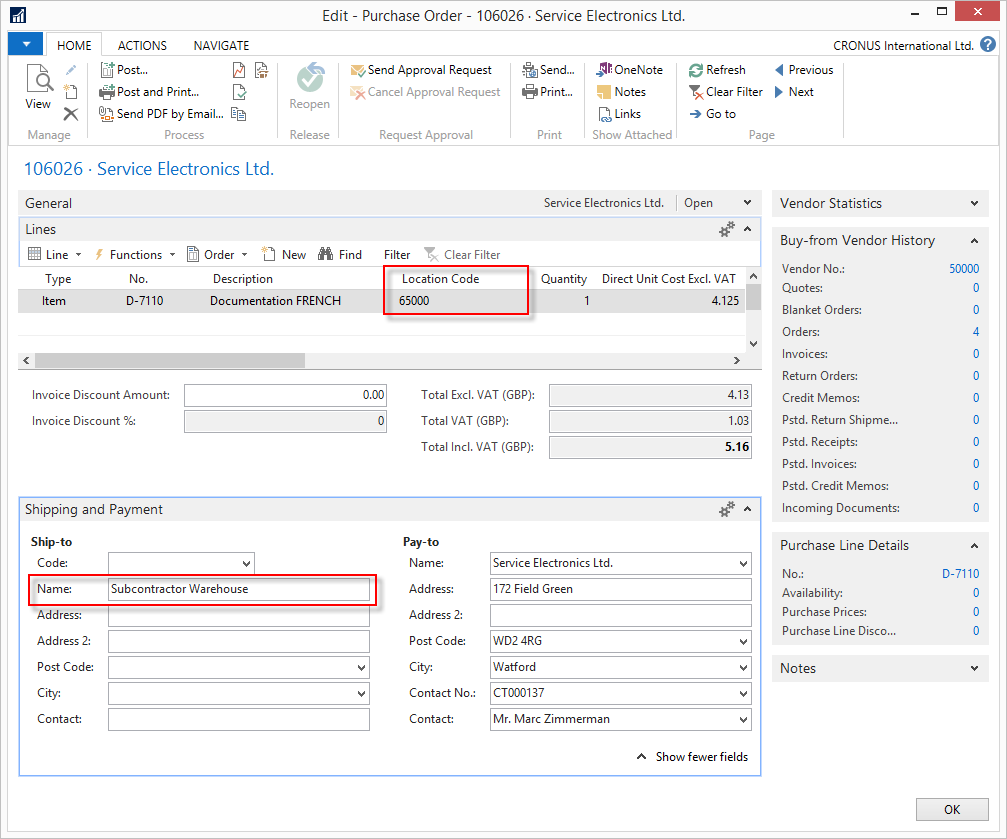 Edit - Purchase Order - 106026 · Service Electronics Ltd.
HOME ACTIONS NAVIGATE CRONUS International Ltd. ?
View
Manage
Post...
Post and Print...
Send PDF by Email...
Process
Reopen
Release
Send Approval Request
Cancel Approval Request
Request Approval
Send...
Print...
Print
OneNote
Notes
Links
Show Attached
Refresh
Clear Filter
Go to
Previous
Next
Page
106026 · Service Electronics Ltd.
General Service Electronics Ltd. Open
Lines
Line Functions Order New Find Filter Clear Filter
Type No. Description Location Code Quantity Direct Unit Cost Excl. VAT
Item D-7110 Documentation FRENCH 65000 1 4.125
Invoice Discount Amount: 0.00
Invoice Discount %: 0
Total Excl. VAT (GBP): 4.13
Total VAT (GBP): 1.03
Total Incl. VAT (GBP): 5.16
Shipping and Payment
Ship-to
Code:
Name: Subcontractor Warehouse
Address:
Address 2:
Post Code:
City:
Contact:
Pay-to
Name: Service Electronics Ltd.
Address: 172 Field Green
Address 2:
Post Code: WD2 4RG
City: Watford
Contact No.: CT000137
Contact: Mr. Marc Zimmerman
Show fewer fields
Vendor Statistics
Buy-from Vendor History
Vendor No.: 50000
Quotes: 0
Blanket Orders: 0
Orders: 4
Invoices: 0
Return Orders: 0
Credit Memos: 0
Pstd. Return Shipme... 0
Pstd. Receipts: 0
Pstd. Invoices: 0
Pstd. Credit Memos: 0
Incoming Documents: 0
Purchase Line Details
No.: D-7110
Availability: 0
Purchase Prices: 0
Purchase Line Disco... 0
Notes
OK